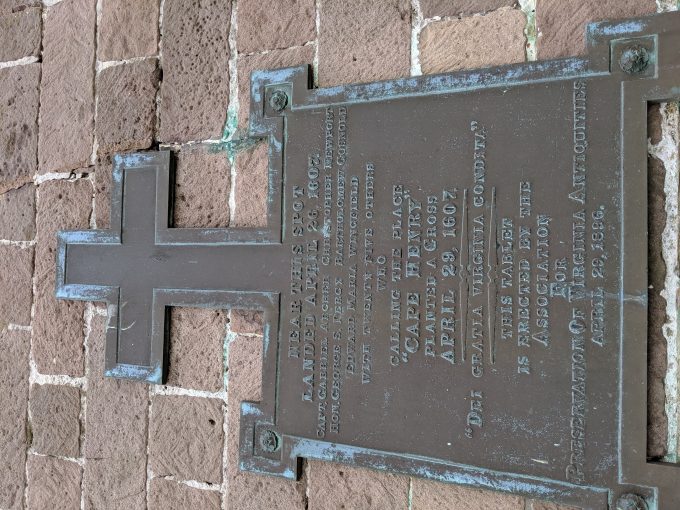 NEAR THIS SPOT
LANDED APRIL 26, 1607.
CAPT. GABRIEL ARCHER CHRISTOPHER NEWPORT
HON. GEORGE S. PERCY BARTHOLOMEW GOSNOLD
EDWARD MARIA WINGFIELD
WITH TWENTY FIVE OTHERS
WHO
CALLING THE PLACE
"CAPE HENRY"
PLANTED A CROSS
APRIL 29, 1607.
"DEI GRATIA VIRGINIA CONDITA"
THIS TABLET
IS ERECTED BY THE
ASSOCIATION
FOR
PRESERVATION OF VIRGINIA ANTIQUITIES
APRIL 29, 1896.